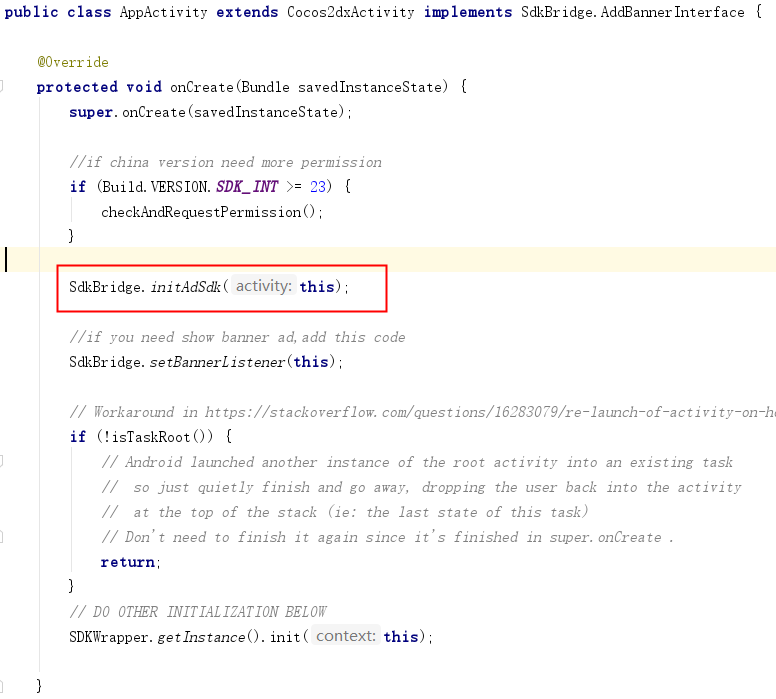 public class AppActivity extends Cocos2dxActivity implements SdkBridge.AddBannerInterface {
@Override
protected void onCreate(Bundle savedInstanceState) {
super.onCreate(savedInstanceState);
//if china version need more permission
if (Build.VERSION.SDK_INT >= 23) {
checkAndRequestPermission();
}
SdkBridge.initAdSdk( activity: this);
//if you need show banner ad,add this code
SdkBridge.setBannerListener(this);
// Workaround in https://stackoverflow.com/questions/16283079/re-launch-of-activity-on-ho
if (!isTaskRoot()) {
// Android launched another instance of the root activity into an existing task
//  so just quietly finish and go away, dropping the user back into the activity
//  at the top of the stack (ie: the last state of this task)
// Don't need to finish it again since it's finished in super.onCreate .
return;
}
// DO OTHER INITIALIZATION BELOW
SDKWrapper.getInstance().init( context: this);
}